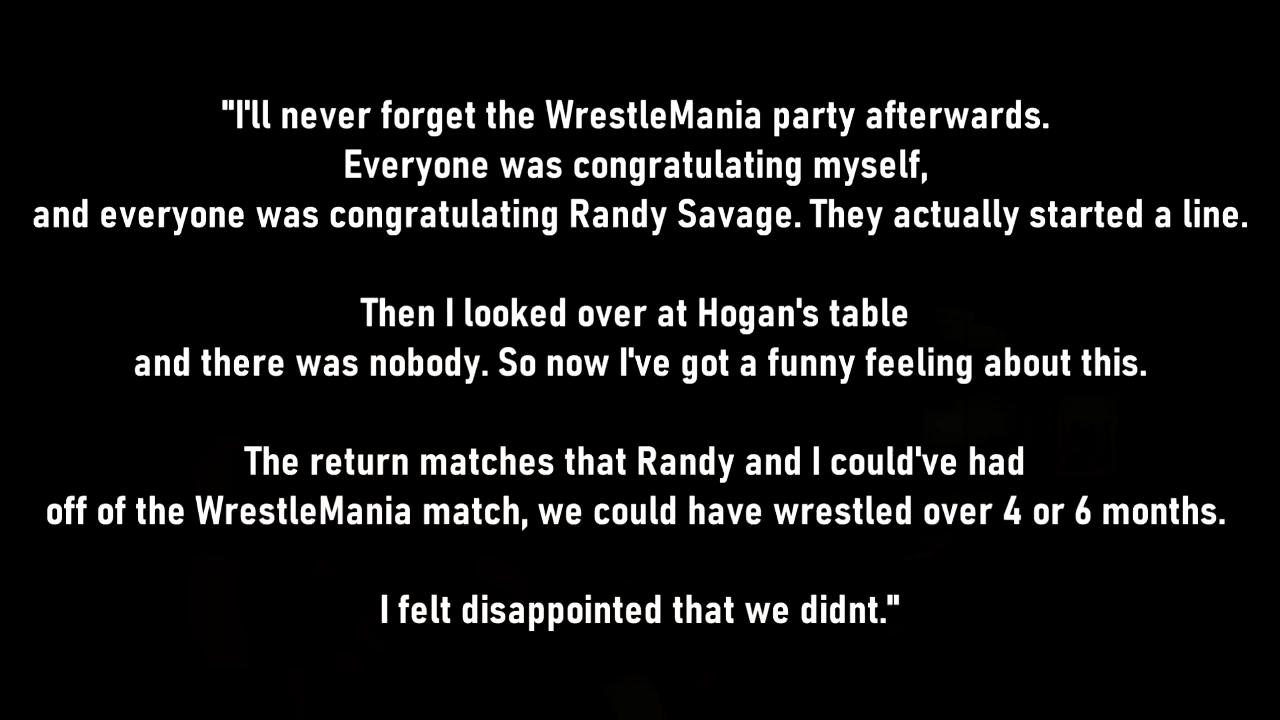 "I'll never forget the WrestleMania party afterwards.
Everyone was congratulating myself,
and everyone was congratulating Randy Savage. They actually started a line.
Then I looked over at Hogan's table
and there was nobody. So now I've got a funny feeling about this.
The return matches that Randy and I could've had
off of the WrestleMania match, we could have wrestled over 4 or 6 months.
I felt disappointed that we didnt."